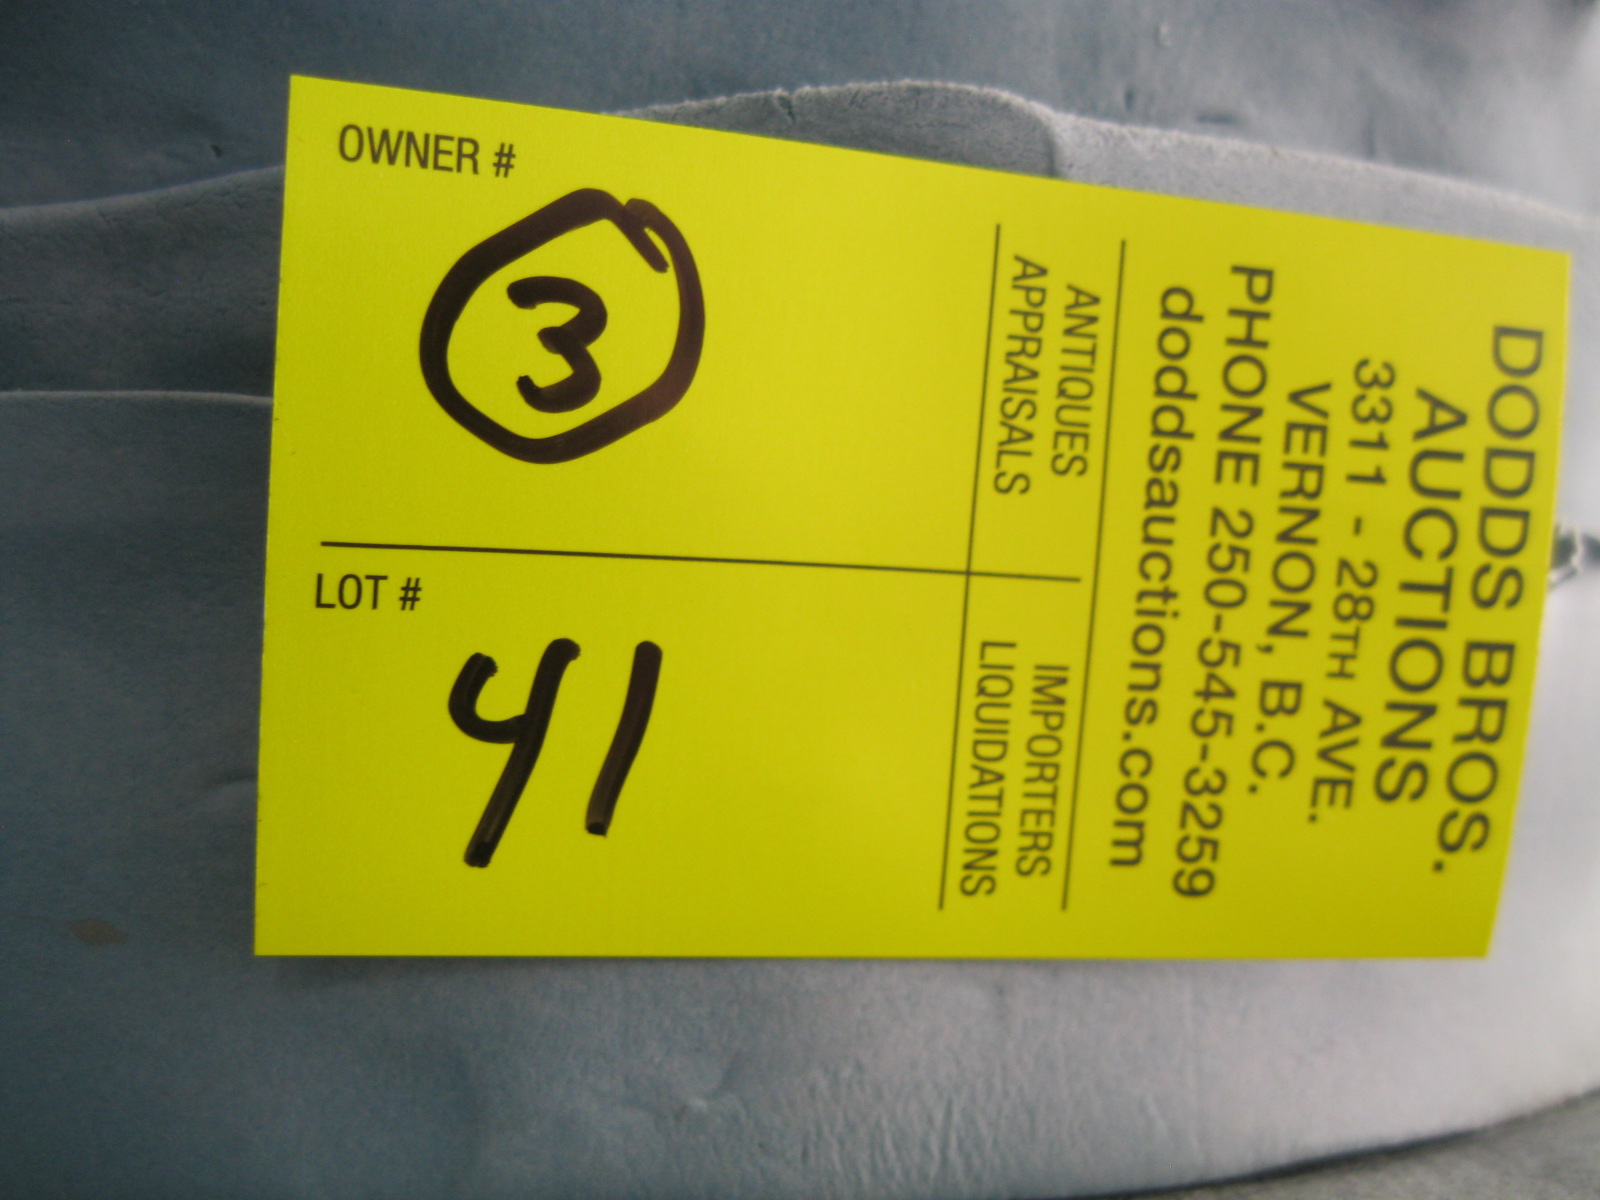 DODDS BROS.
AUCTIONS
3311 - 28TH AVE.
VERNON, B.C.
PHONE 250-545-3259
doddsauctions.com
ANTIQUES
APPRAISALS
IMPORTERS
LIQUIDATIONS
OWNER #
3
LOT #
41